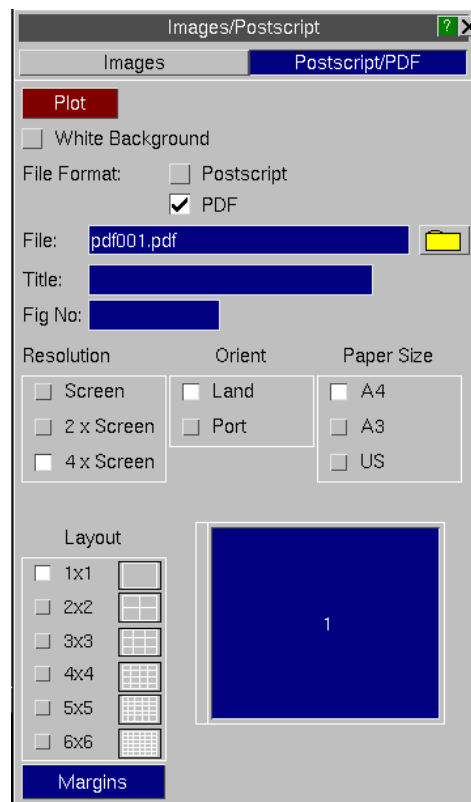 Images/Postscript ? X
Images Postscript/PDF
Plot
White Background
File Format: Postscript
PDF
File: pdf001.pdf
Title:
Fig No:
Resolution Orient Paper Size
Screen Land A4
2 x Screen Port A3
4 x Screen US
Layout
1x1
2x2
3x3
4x4
5x5
6x6
1
Margins